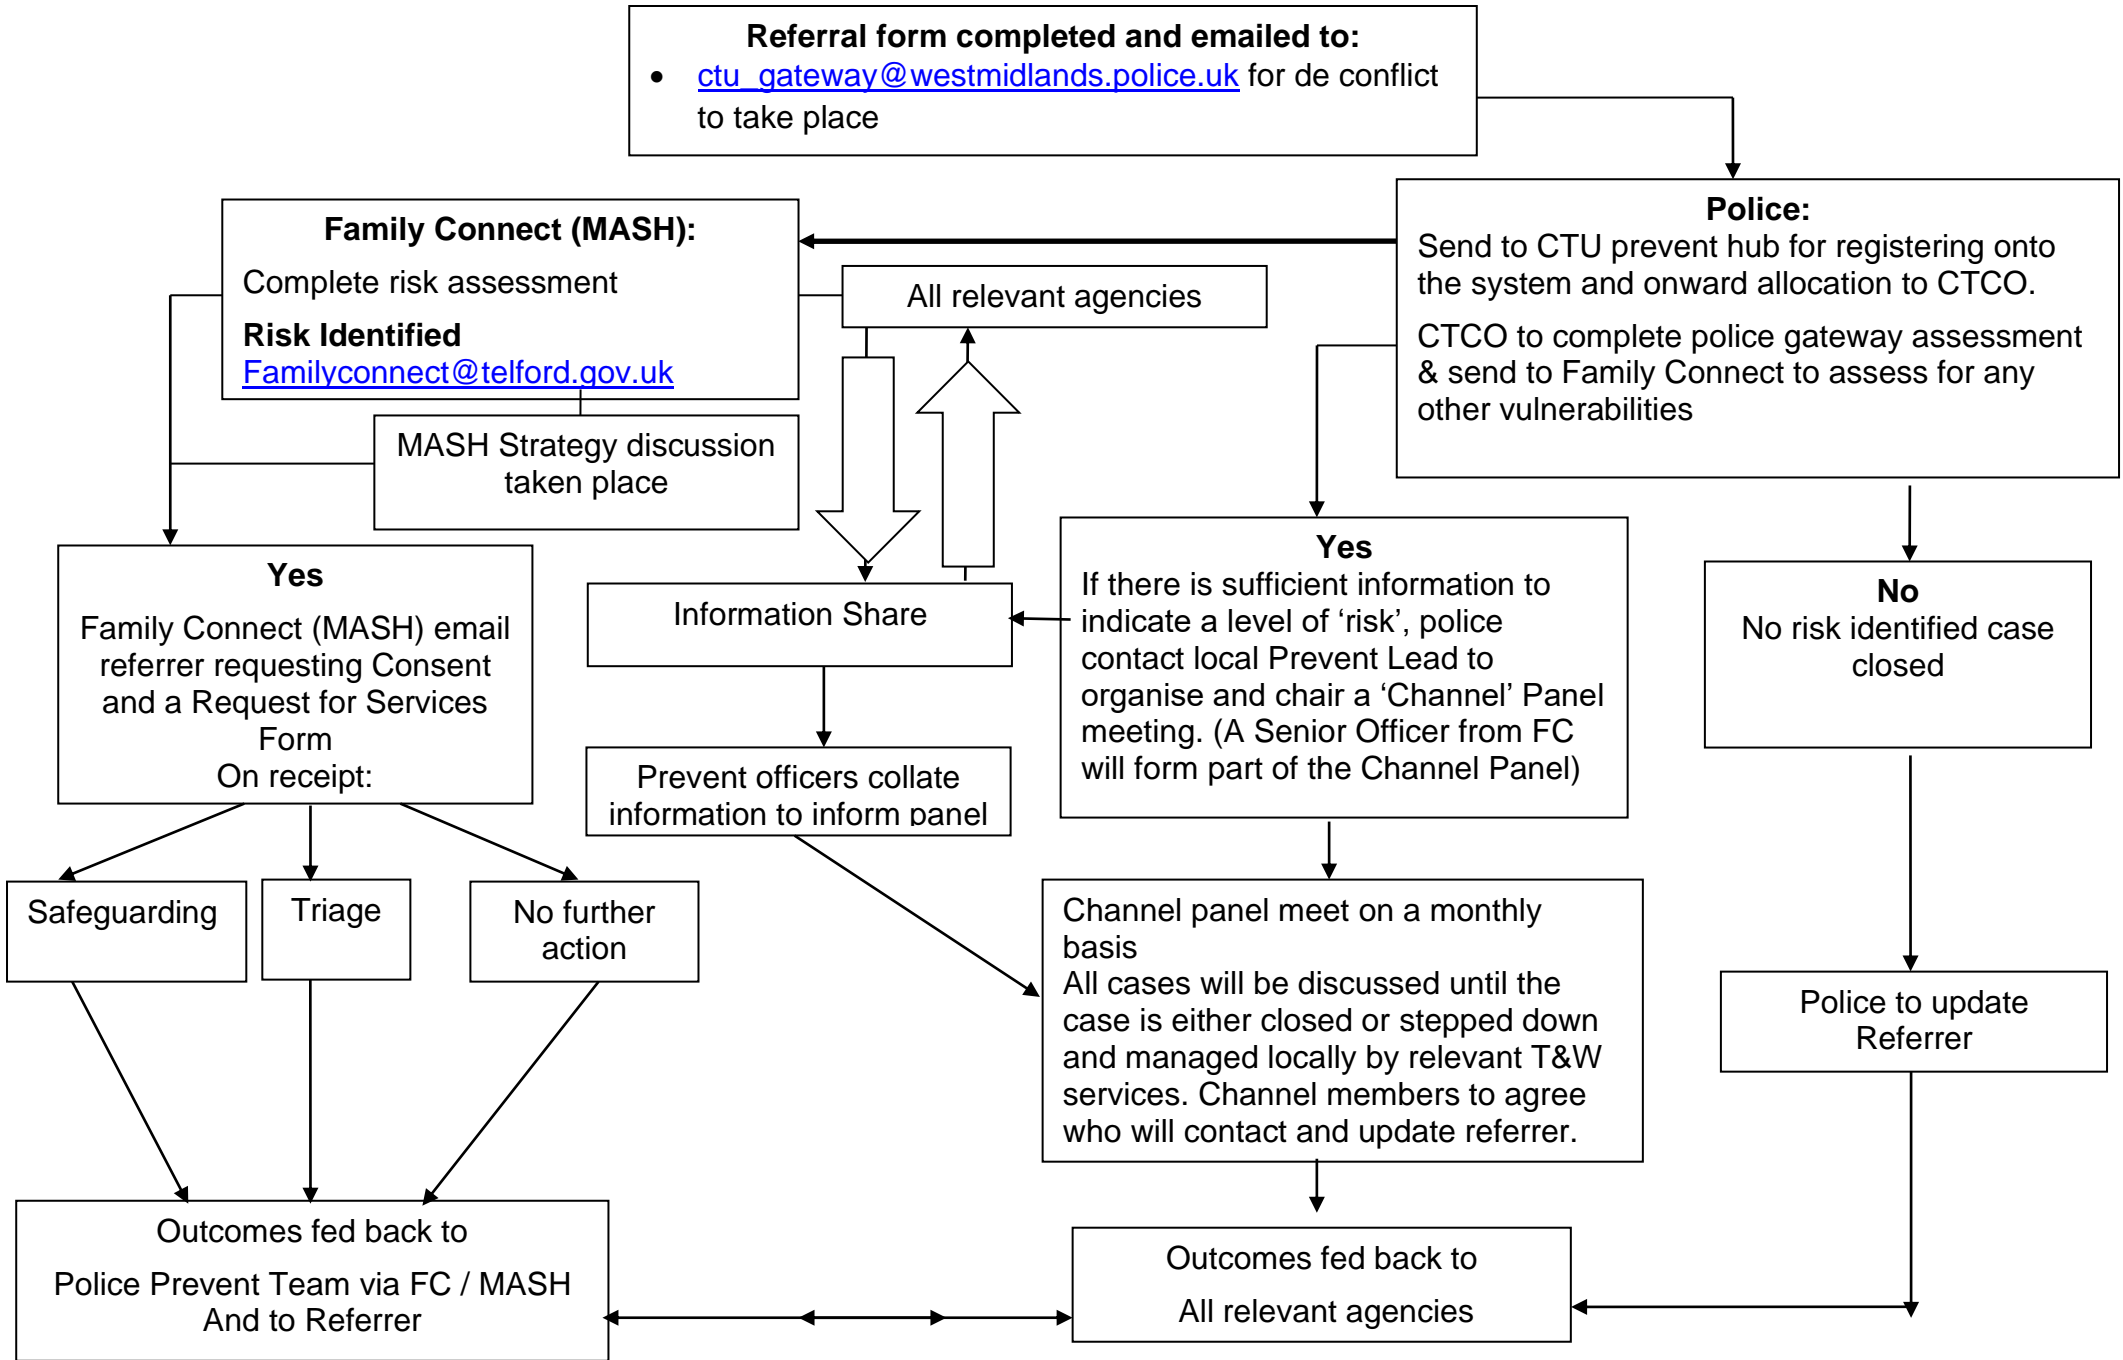 Referral form completed and emailed to:
• ctu_gateway@westmidlands.police.uk for de conflict
to take place
Police:
Send to CTU prevent hub for registering onto
the system and onward allocation to CTCO.
CTCO to complete police gateway assessment
& send to Family Connect to assess for any
other vulnerabilities
Family Connect (MASH):
Complete risk assessment
Risk Identified
Familyconnect@telford.gov.uk
All relevant agencies
MASH Strategy discussion
taken place
Yes
Family Connect (MASH) email
referrer requesting Consent
and a Request for Services
Form
On receipt:
Information Share
Yes
If there is sufficient information to
indicate a level of ‘risk’, police
contact local Prevent Lead to
organise and chair a ‘Channel’ Panel
meeting. (A Senior Officer from FC
will form part of the Channel Panel)
No
No risk identified case
closed
Prevent officers collate
information to inform panel
Safeguarding
Triage
No further
action
Channel panel meet on a monthly
basis
All cases will be discussed until the
case is either closed or stepped down
and managed locally by relevant T&W
services. Channel members to agree
who will contact and update referrer.
Police to update
Referrer
Outcomes fed back to
Police Prevent Team via FC / MASH
And to Referrer
Outcomes fed back to
All relevant agencies